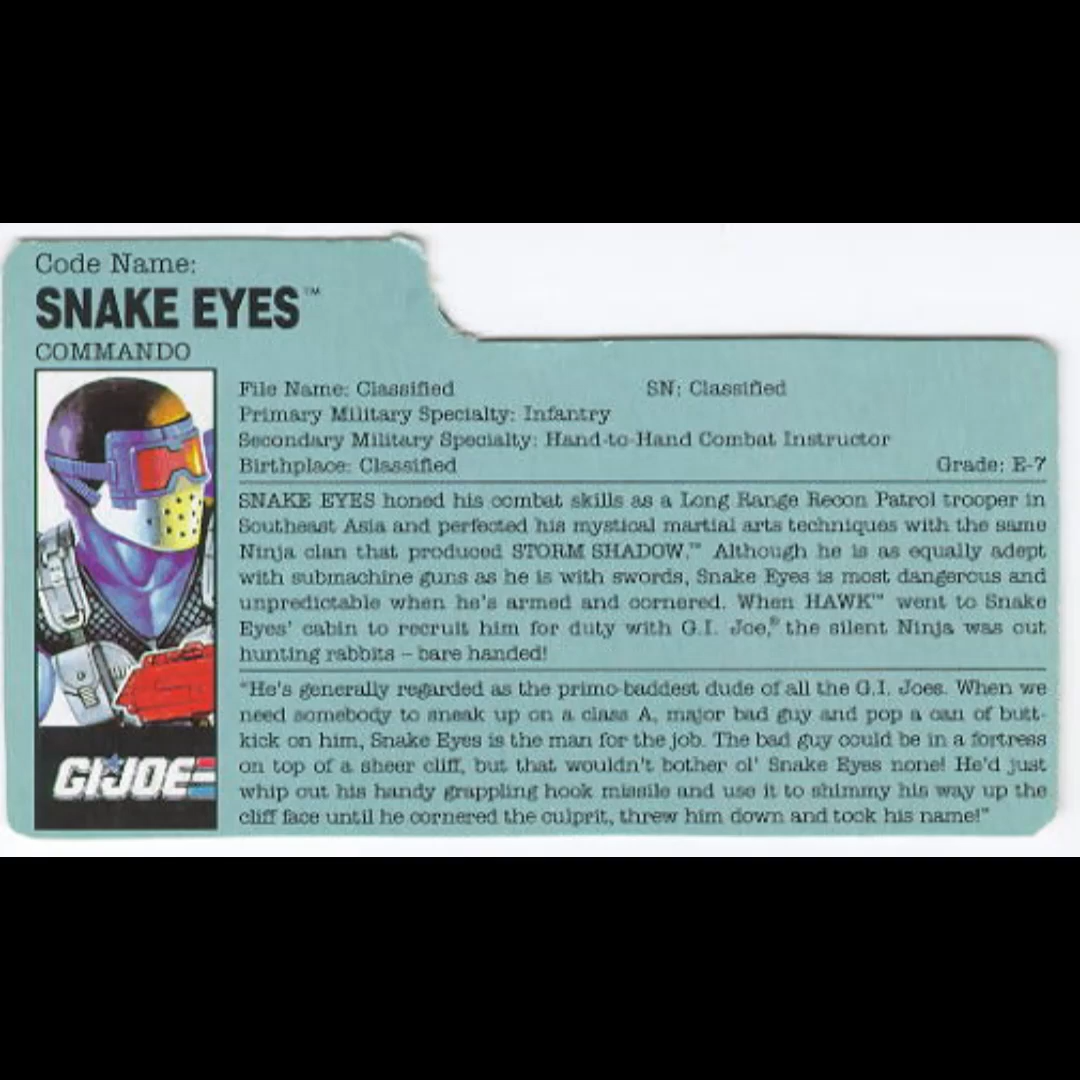 Code Name:
SNAKE EYES™
COMMANDO
File Name: Classified SN: Classified
Primary Military Specialty: Infantry
Secondary Military Specialty: Hand-to-Hand Combat Instructor
Birthplace: Classified Grade: E-7
SNAKE EYES honed his combat skills as a Long Range Recon Patrol trooper in
Southeast Asia and perfected his mystical martial arts techniques with the same
Ninja clan that produced STORM SHADOW.™ Although he is as equally adept
with submachine guns as he is with swords, Snake Eyes is most dangerous and
unpredictable when he's armed and cornered. When HAWK™ went to Snake
Eyes' cabin to recruit him for duty with G.I. Joe,® the silent Ninja was out
hunting rabbits – bare handed!
"He's generally regarded as the primo-baddest dude of all the G.I. Joes. When we
need somebody to sneak up on a class A, major bad guy and pop a can of butt-
kick on him, Snake Eyes is the man for the job. The bad guy could be in a fortress
on top of a sheer cliff, but that wouldn't bother ol' Snake Eyes none! He'd just
whip out his handy grappling hook missile and use it to shimmy his way up the
cliff face until he cornered the culprit, threw him down and took his name!"
GI JOE